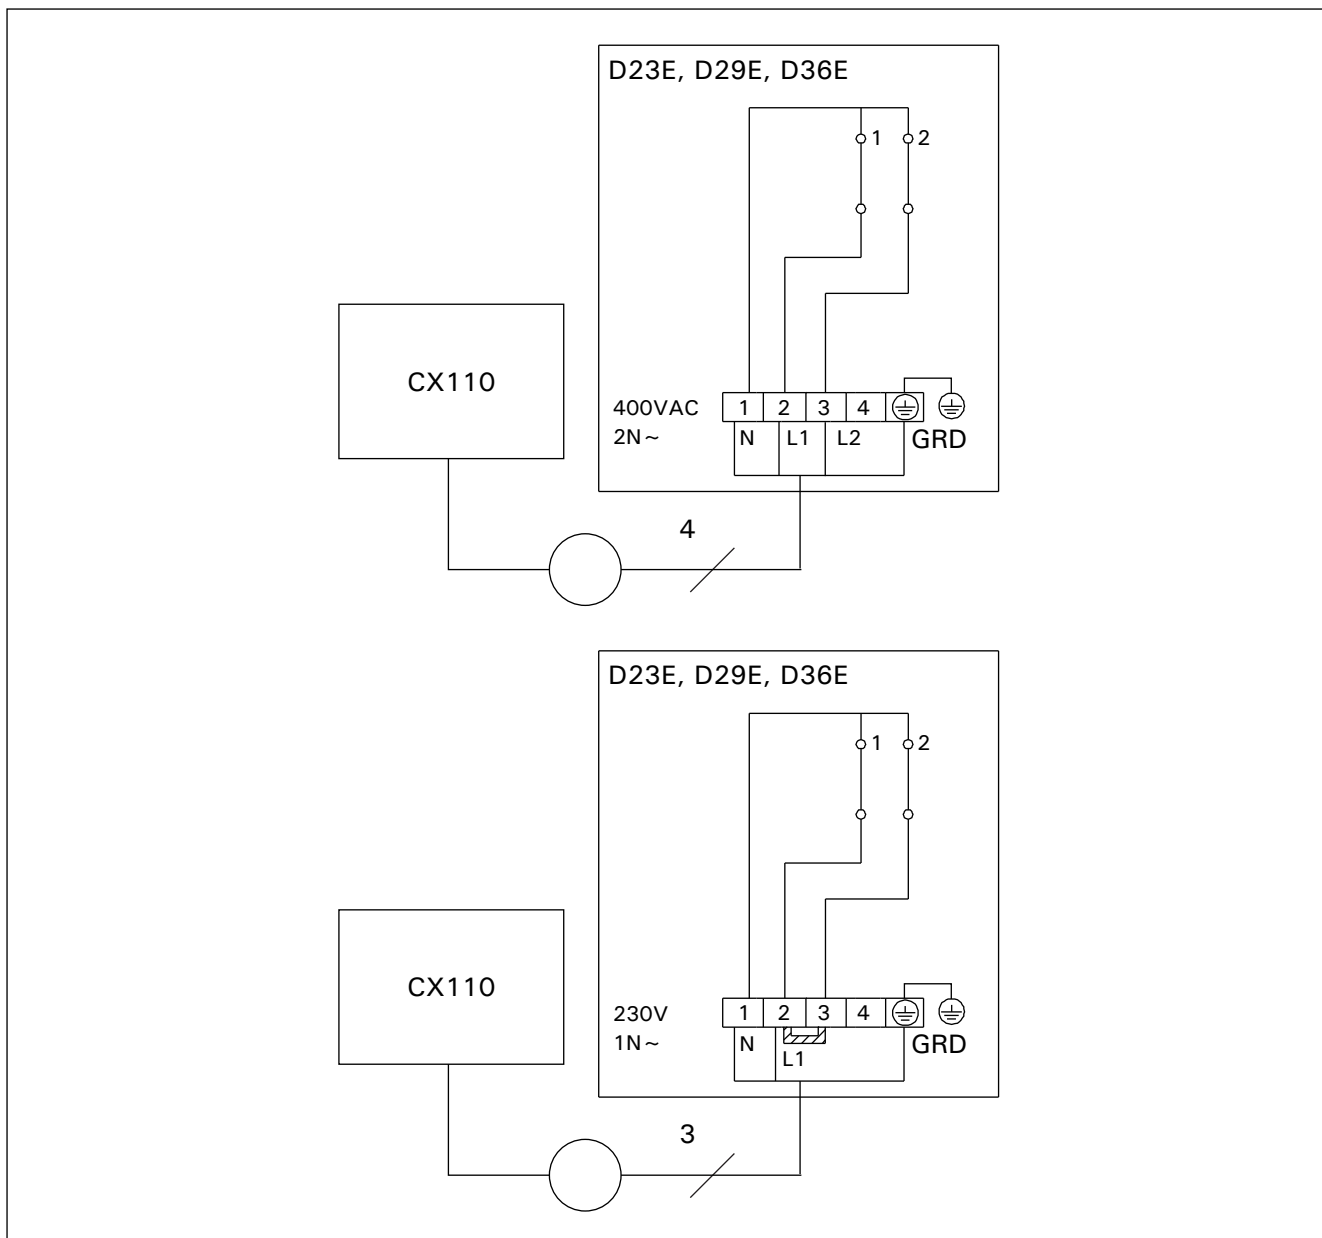 D23E, D29E, D36E
1 2
CX110
400VAC 1 2 3 4
2N~ N L1 L2 GRD
4
D23E, D29E, D36E
1 2
CX110
230V 1 2 3 4
1N~ N L1 GRD
3